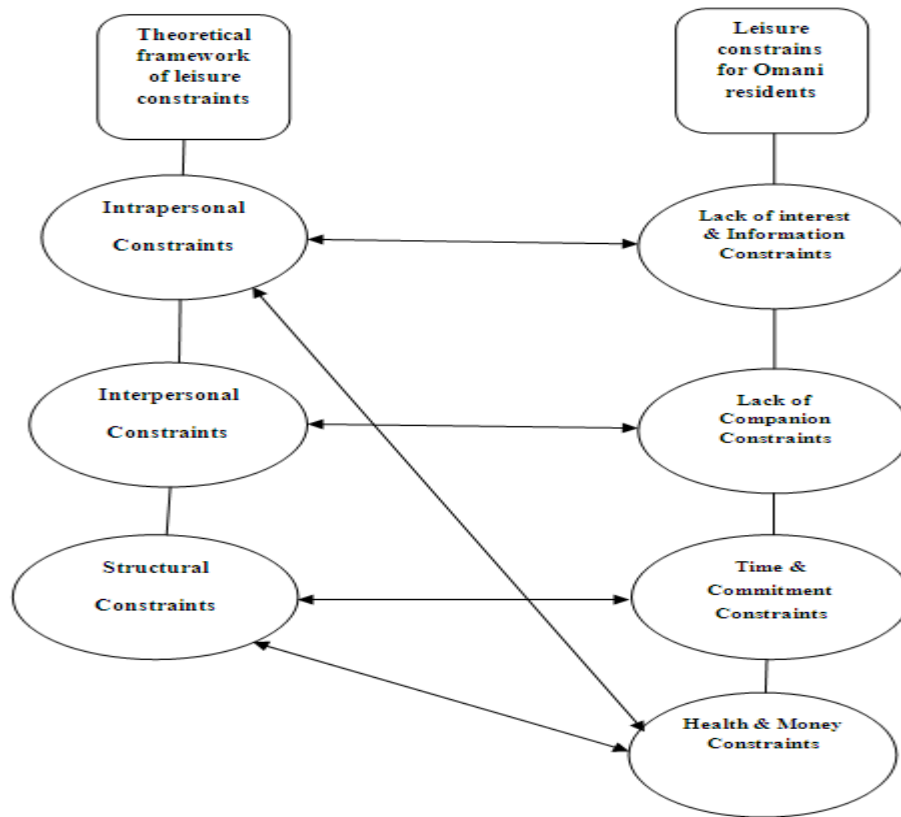 Theoretical
framework
of leisure
constraints
Leisure
constrains
for Omani
residents
Intrapersonal
Constraints
Lack of interest
& Information
Constraints
Interpersonal
Constraints
Lack of
Companion
Constraints
Structural
Constraints
Time &
Commitment
Constraints
Health & Money
Constraints